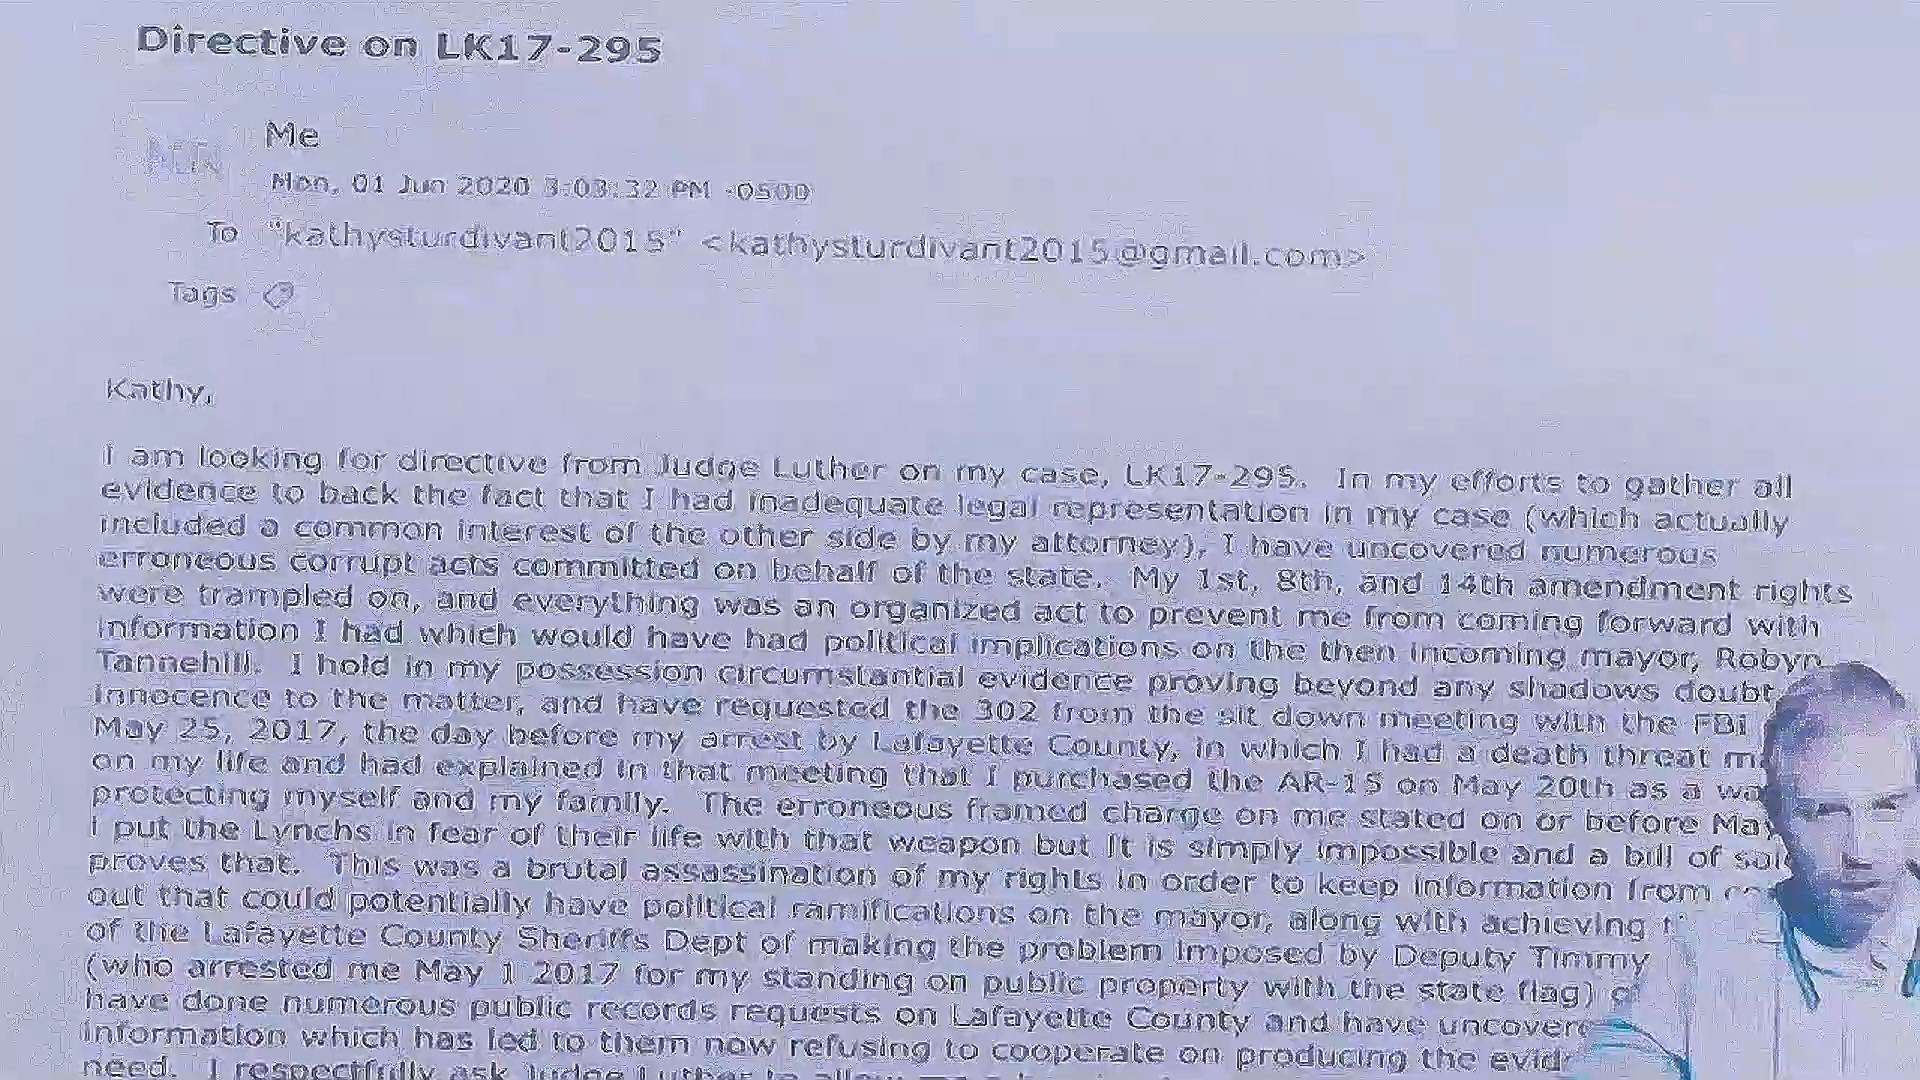 Directive on LK17-295
Me
Mon, 01 Jun 2020 3:03:32 PM -0500
To "kathysturdivant2015" <kathysturdivant2015@gmail.com>
Tags
Kathy,
I am looking for directive from Judge Luther on my case, LK17-295. In my efforts to gather all
evidence to back the fact that I had inadequate legal representation in my case (which actually
included a common interest of the other side by my attorney), I have uncovered numerous
erroneous corrupt acts committed on behalf of the state. My 1st, 8th, and 14th amendment rights
were trampled on, and everything was an organized act to prevent me from coming forward with
information I had which would have had political implications on the then incoming mayor, Robyn
Tannehill. I hold in my possession circumstantial evidence proving beyond any shadows doubt
innocence to the matter, and have requested the 302 from the sit down meeting with the FBI
May 25, 2017, the day before my arrest by Lafayette County, in which I had a death threat
on my life and had explained in that meeting that I purchased the AR-15 on May 20th as a
protecting myself and my family. The erroneous framed charge on me stated on or before
i put the Lynchs in fear of their life with that weapon but it is simply impossible and a bill of
proves that. This was a brutal assassination of my rights in order to keep information from
out that could potentially have political ramifications on the mayor, along with achieving
of the Lafayette County Sheriffs Dept of making the problem imposed by Deputy Timmy
(who arrested me May 1 2017 for my standing on public property with the state flag)
have done numerous public records requests on Lafayette County and have
information which has led to them now refusing to cooperate on producing the
need. I respectfully ask Judge Luther to allow